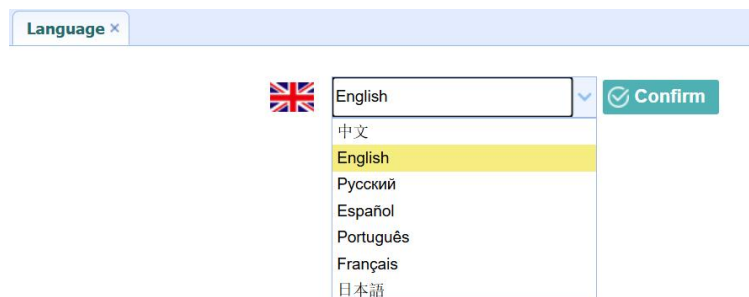 Language ×
English
Confirm
中文
English
Русский
Español
Português
Français
日本語